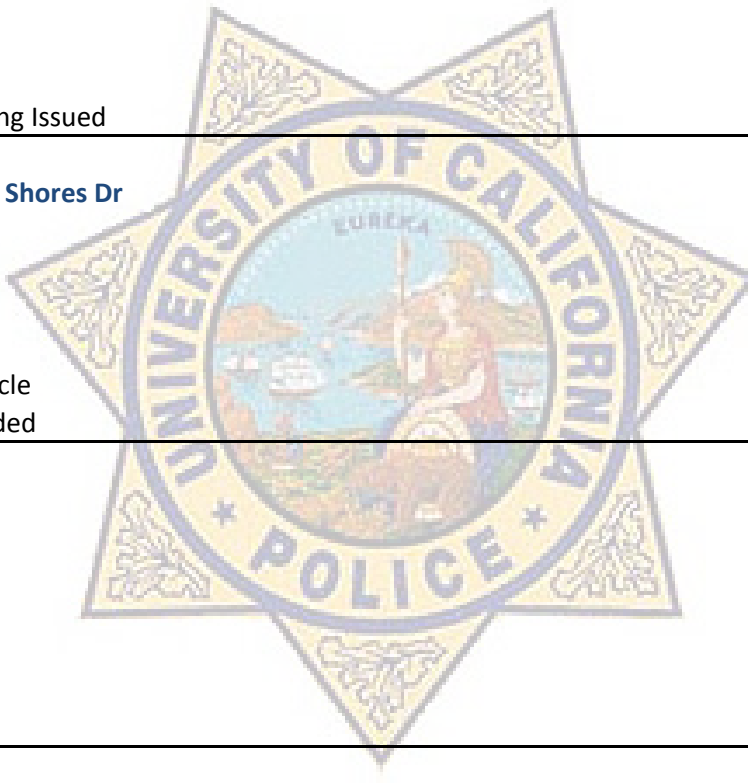 ng Issued
Shores Dr
cle
ded
UNIVERSITY OF CALIFORNIA
EUREKA
* POLICE *